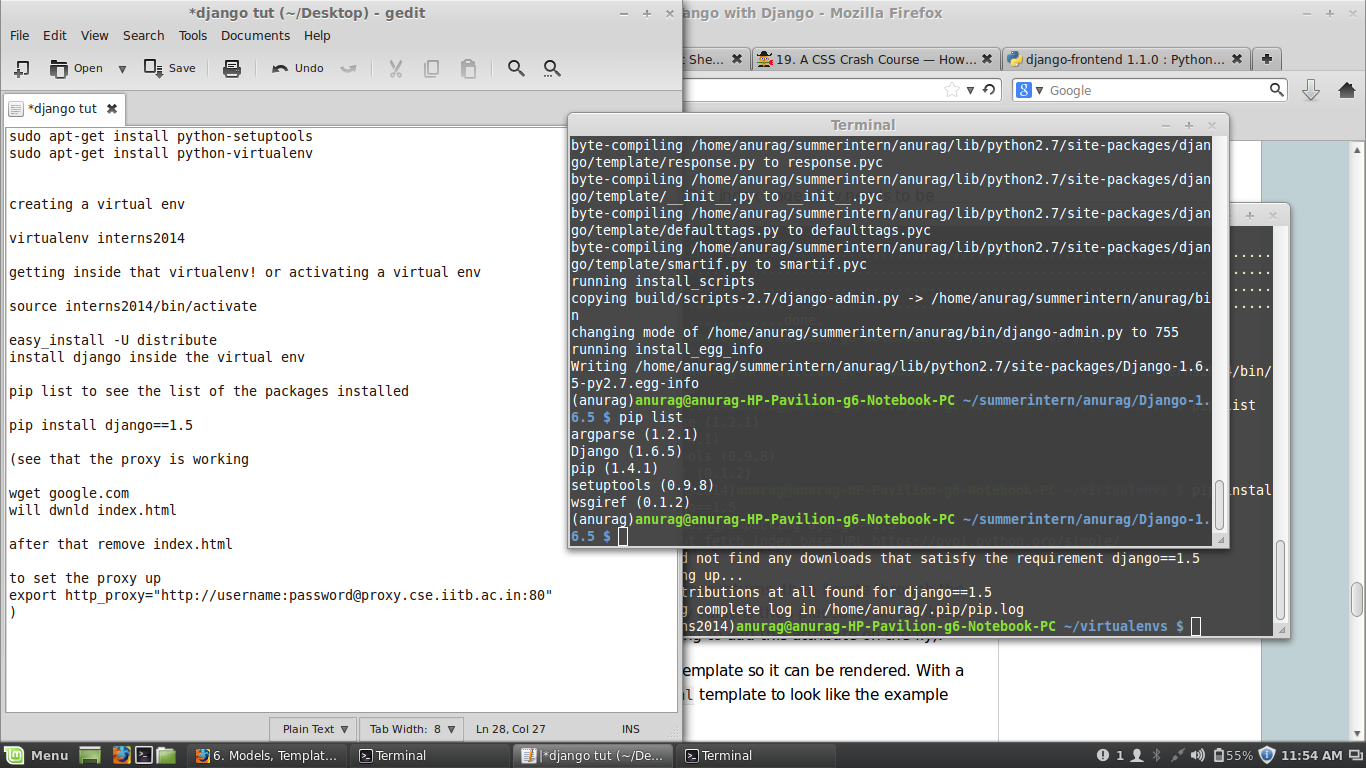 *django tut (~/Desktop) - gedit
ango with Django - Mozilla Firefox
File Edit View Search Tools Documents Help
Open Save Undo
She...
19. A CSS Crash Course — How...
django-frontend 1.1.0 : Python...
Google
*django tut
sudo apt-get install python-setuptools
sudo apt-get install python-virtualenv
creating a virtual env
virtualenv interns2014
getting inside that virtualenv! or activating a virtual env
source interns2014/bin/activate
easy_install -U distribute
install django inside the virtual env
pip list to see the list of the packages installed
pip install django==1.5
(see that the proxy is working
wget google.com
will dwnld index.html
after that remove index.html
to set the proxy up
export http_proxy="http://username:password@proxy.cse.iitb.ac.in:80"
)
Plain Text Tab Width: 8 Ln 28, Col 27 INS
Terminal
byte-compiling /home/anurag/summerintern/anurag/lib/python2.7/site-packages/djan
go/template/response.py to response.pyc
byte-compiling /home/anurag/summerintern/anurag/lib/python2.7/site-packages/djan
go/template/__init__.py to __init__.pyc
byte-compiling /home/anurag/summerintern/anurag/lib/python2.7/site-packages/djan
go/template/defaulttags.py to defaulttags.pyc
byte-compiling /home/anurag/summerintern/anurag/lib/python2.7/site-packages/djan
go/template/smartif.py to smartif.pyc
running install_scripts
copying build/scripts-2.7/django-admin.py -> /home/anurag/summerintern/anurag/bi
n
changing mode of /home/anurag/summerintern/anurag/bin/django-admin.py to 755
running install_egg_info
Writing /home/anurag/summerintern/anurag/lib/python2.7/site-packages/Django-1.6.
5-py2.7.egg-info
(anurag)anurag@anurag-HP-Pavilion-g6-Notebook-PC ~/summerintern/anurag/Django-1.
6.5 $ pip list
argparse (1.2.1)
Django (1.6.5)
pip (1.4.1)
setuptools (0.9.8)
wsgiref (0.1.2)
(anurag)anurag@anurag-HP-Pavilion-g6-Notebook-PC ~/summerintern/anurag/Django-1.
6.5 $
/bin/
list
instal
d not find any downloads that satisfy the requirement django==1.5
ng up...
tributions at all found for django==1.5
g complete log in /home/anurag/.pip/pip.log
ns2014)anurag@anurag-HP-Pavilion-g6-Notebook-PC ~/virtualenvs $
emplate so it can be rendered. With a
l template to look like the example
Menu
6. Models, Templat...
Terminal
*django tut (~/De...
Terminal
1
55%
11:54 AM